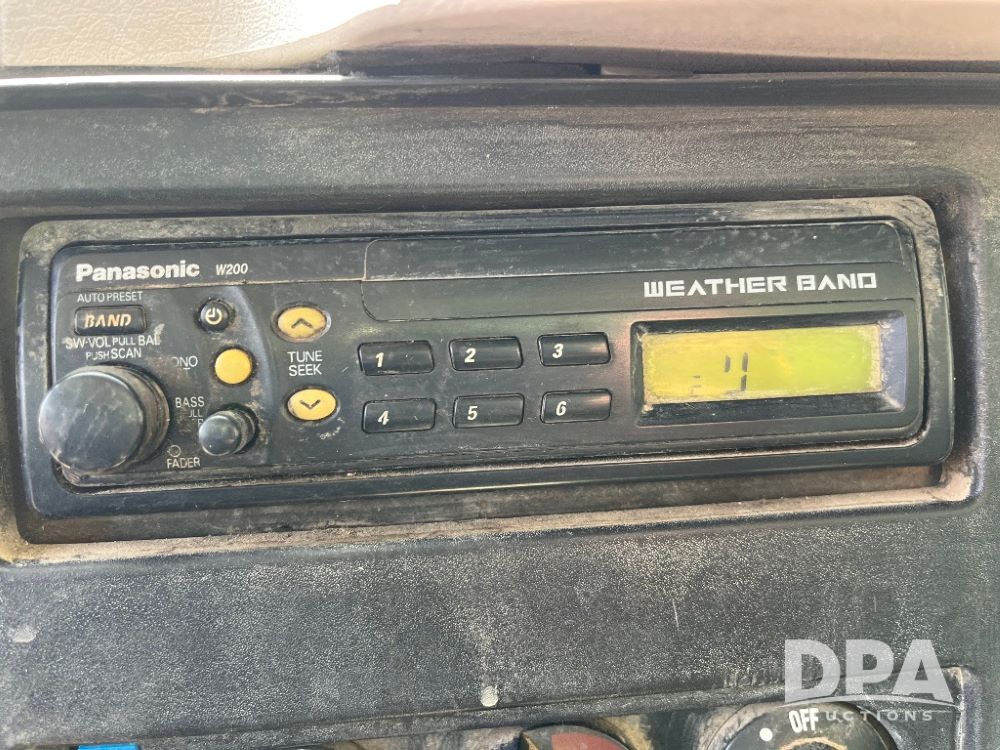 Panasonic W200
WEATHER BAND
AUTO PRESET
BAND
SW-VOL PULL BAL
PUSH SCAN
TUNE
SEEK
1 2 3
4 5 6
4
BASS
FADER
OFF
DPA
AUCTIONS